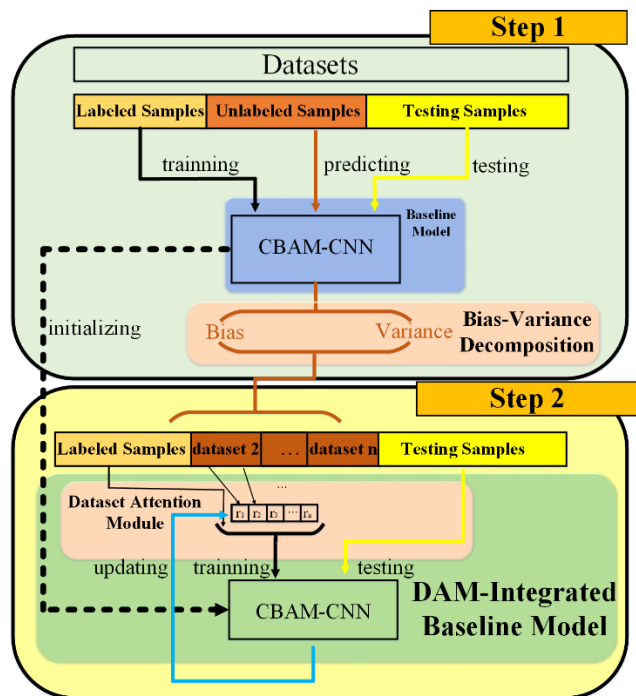 Step 1
Datasets
Labeled Samples Unlabeled Samples Testing Samples
trainning predicting testing
Baseline
Model
CBAM-CNN
initializing
Bias Variance
Bias-Variance
Decomposition
Step 2
Labeled Samples dataset 2 ... dataset n Testing Samples
...
Dataset Attention
Module
r1 r2 r3 ... rn
updating trainning testing
CBAM-CNN
DAM-Integrated
Baseline Model